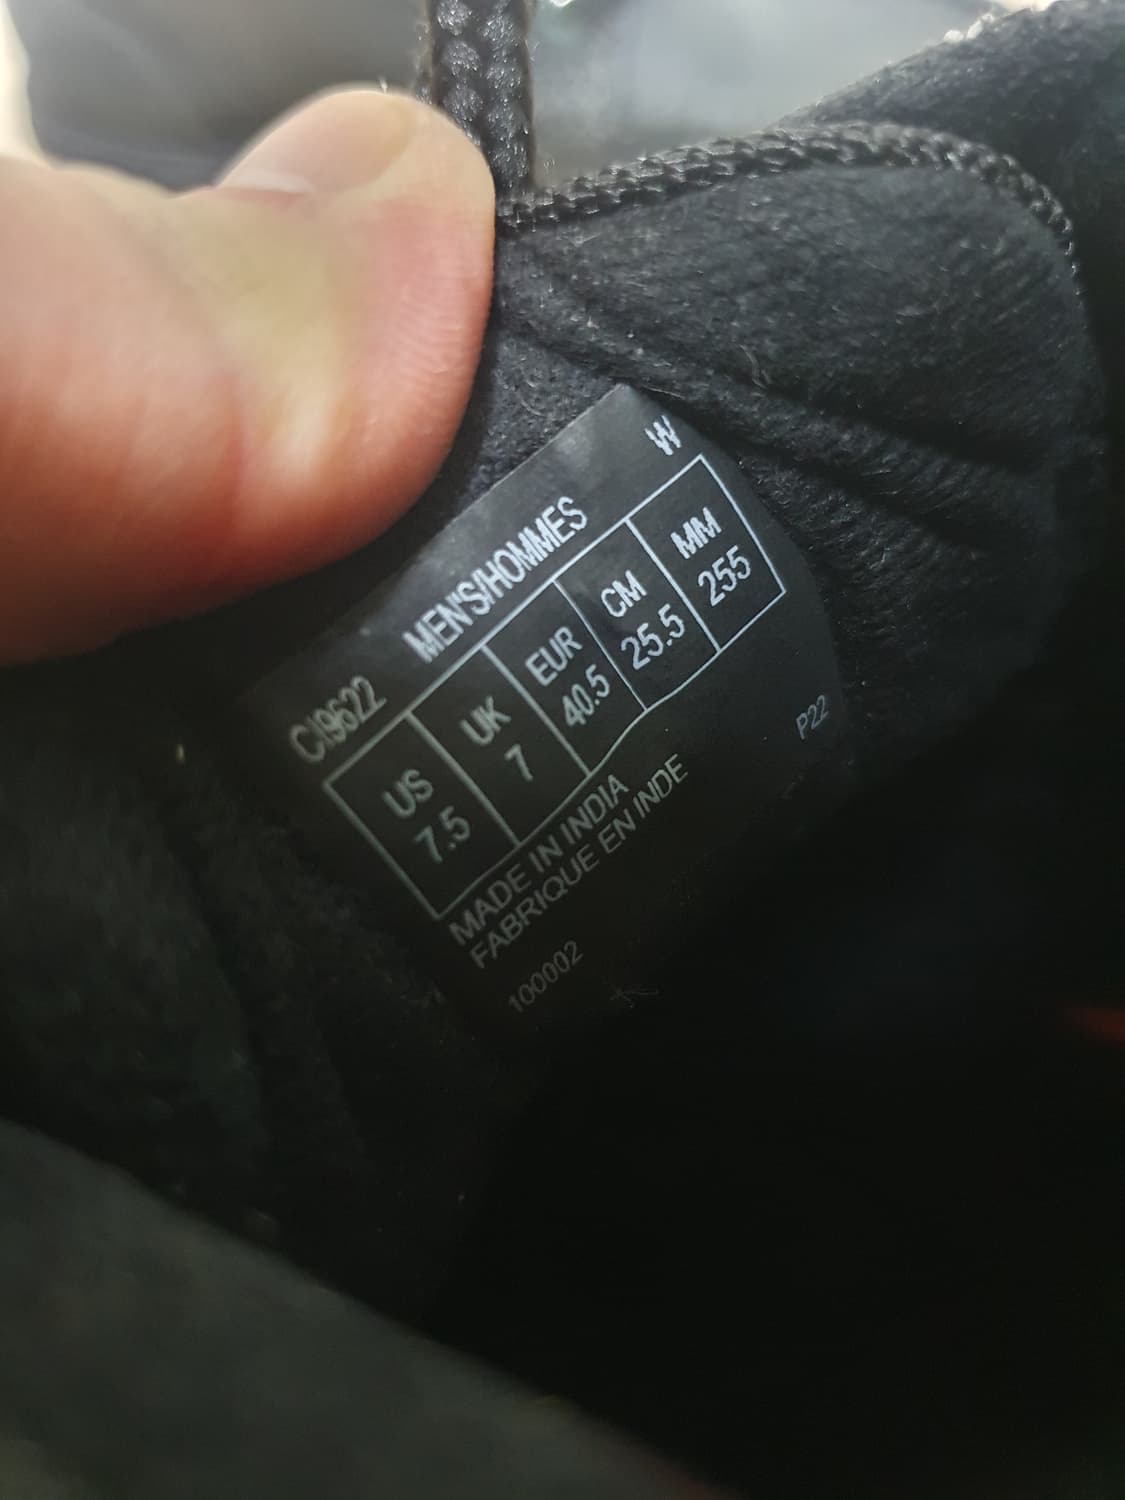 CI9622 MEN'S/HOMMES W
US UK EUR CM MM
7.5 7 40.5 25.5 255
MADE IN INDIA
FABRIQUE EN INDE
100002 P22